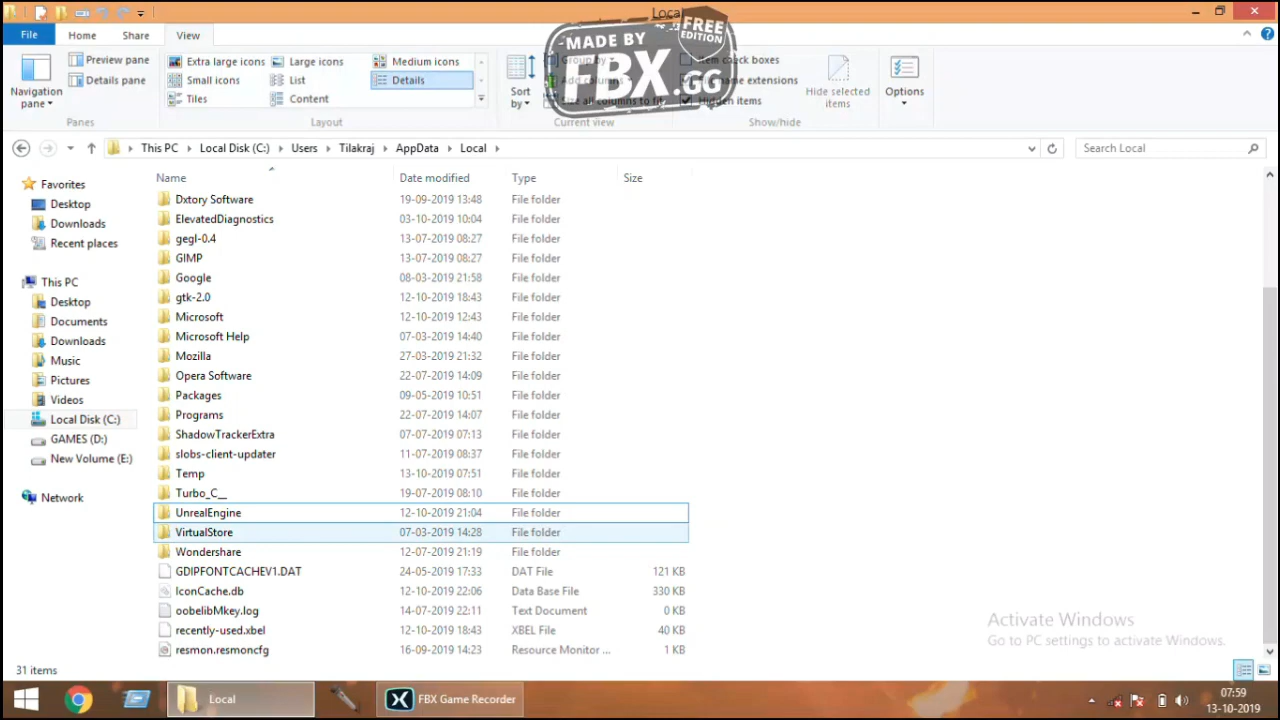 Local
File
Home
Share
View
MADE BY
FBX.GG
FREE
EDITION
Navigation
pane
Preview pane
Details pane
Panes
Extra large icons
Large icons
Medium icons
Small icons
List
Details
Tiles
Content
Layout
Sort
by
Group by
Add columns
Size all columns to fit
Current view
Item check boxes
File name extensions
Hidden items
Hide selected
items
Show/hide
Options
This PC
Local Disk (C:)
Users
Tilakraj
AppData
Local
Search Local
Favorites
Desktop
Downloads
Recent places
This PC
Desktop
Documents
Downloads
Music
Pictures
Videos
Local Disk (C:)
GAMES (D:)
New Volume (E:)
Network
Name Date modified Type Size
Dxtory Software 19-09-2019 13:48 File folder
ElevatedDiagnostics 03-10-2019 10:04 File folder
gegl-0.4 13-07-2019 08:27 File folder
GIMP 13-07-2019 08:27 File folder
Google 08-03-2019 21:58 File folder
gtk-2.0 12-10-2019 18:43 File folder
Microsoft 12-10-2019 12:43 File folder
Microsoft Help 07-03-2019 14:40 File folder
Mozilla 27-03-2019 21:32 File folder
Opera Software 22-07-2019 14:09 File folder
Packages 09-05-2019 10:51 File folder
Programs 22-07-2019 14:07 File folder
ShadowTrackerExtra 07-07-2019 07:13 File folder
slobs-client-updater 11-07-2019 08:37 File folder
Temp 13-10-2019 07:51 File folder
Turbo_C__ 19-07-2019 08:10 File folder
UnrealEngine 12-10-2019 21:04 File folder
VirtualStore 07-03-2019 14:28 File folder
Wondershare 12-07-2019 21:19 File folder
GDIPFONTCACHEV1.DAT 24-05-2019 17:33 DAT File 121 KB
IconCache.db 12-10-2019 22:06 Data Base File 330 KB
oobelibMkey.log 14-07-2019 22:11 Text Document 0 KB
recently-used.xbel 12-10-2019 18:43 XBEL File 40 KB
resmon.resmoncfg 16-09-2019 14:23 Resource Monitor ... 1 KB
Activate Windows
Go to PC settings to activate Windows.
31 items
Local
FBX Game Recorder
07:59
13-10-2019